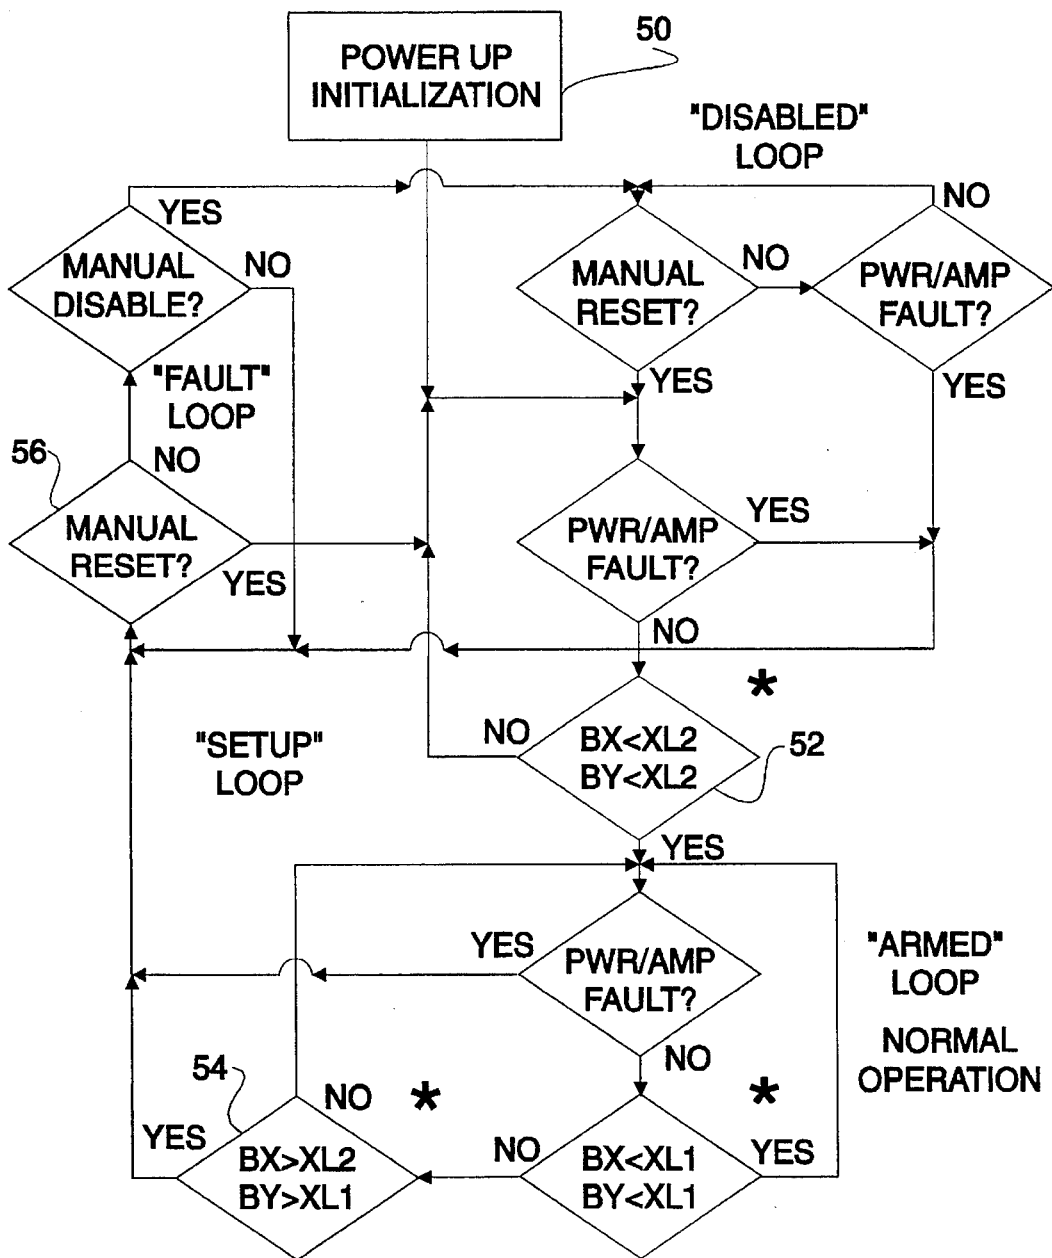 POWER UP
INITIALIZATION
50
"DISABLED"
LOOP
YES
NO
MANUAL
DISABLE?
NO
MANUAL
RESET?
NO
PWR/AMP
FAULT?
"FAULT"
LOOP
YES
YES
56
NO
MANUAL
RESET?
YES
PWR/AMP
FAULT?
YES
NO
*
"SETUP"
LOOP
NO
BX<XL2
BY<XL2
52
YES
YES
PWR/AMP
FAULT?
"ARMED"
LOOP
NORMAL
OPERATION
NO
54
NO
*
*
YES
BX>XL2
BY>XL1
NO
BX<XL1
BY<XL1
YES